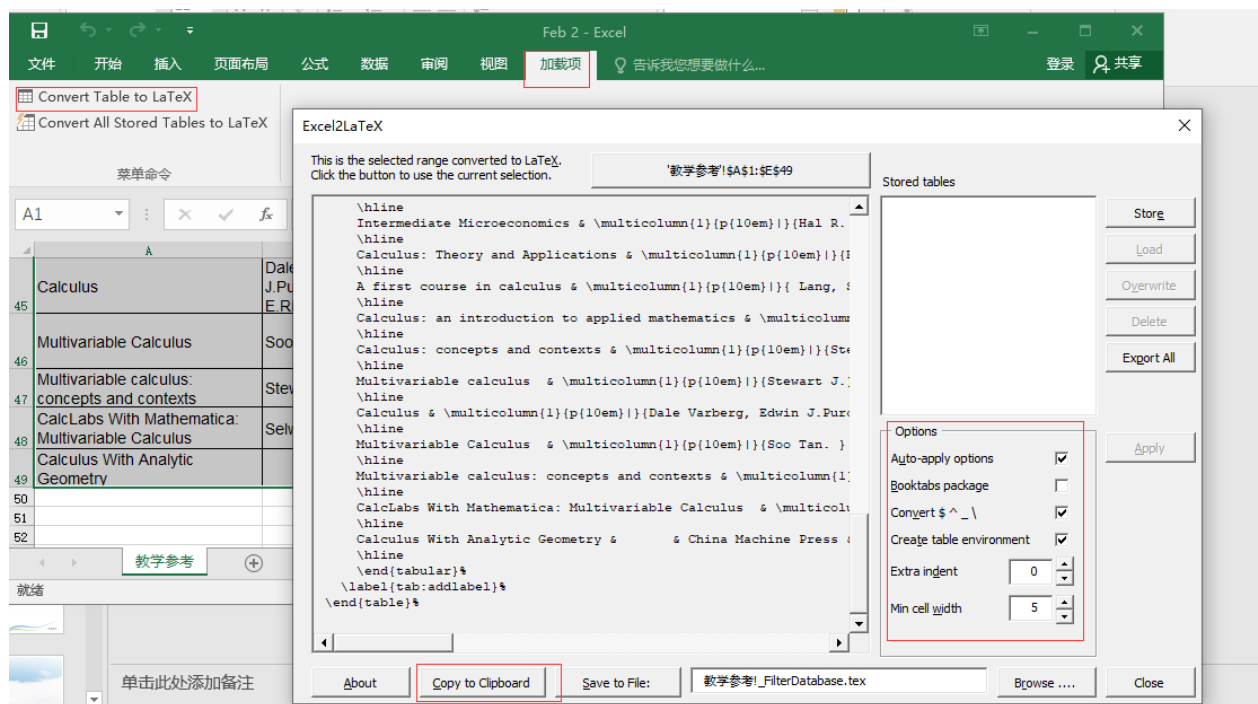 Feb 2 - Excel
文件 开始 插入 页面布局 公式 数据 审阅 视图 加载项 告诉我您想要做什么... 登录 共享
Convert Table to LaTeX
Convert All Stored Tables to LaTeX
菜单命令
A1 fx
A
45 Calculus
Dale
J.Pu
E.R
46 Multivariable Calculus Soo
47 Multivariable calculus:
concepts and contexts
48 CalcLabs With Mathematica:
Multivariable Calculus Selw
49 Calculus With Analytic
Geometry
50
51
52
教学参考
就绪
单击此处添加备注
Excel2LaTeX
This is the selected range converted to LaTeX.
Click the button to use the current selection.
'教学参考'!$A$1:$E$49
\hline
Intermediate Microeconomics & \multicolumn{1}{p{10em}|}{Hal R.
\hline
Calculus: Theory and Applications & \multicolumn{1}{p{10em}|}{
\hline
A first course in calculus & \multicolumn{1}{p{10em}|}{ Lang,
\hline
Calculus: an introduction to applied mathematics & \multicolum
\hline
Calculus: concepts and contexts & \multicolumn{1}{p{10em}|}{Ste
\hline
Multivariable calculus & \multicolumn{1}{p{10em}|}{Stewart J.}
\hline
Calculus & \multicolumn{1}{p{10em}|}{Dale Varberg, Edwin J.Purc
\hline
Multivariable Calculus & \multicolumn{1}{p{10em}|}{Soo Tan. }
\hline
Multivariable calculus: concepts and contexts & \multicolumn{1}
\hline
CalcLabs With Mathematica: Multivariable Calculus & \multicolu
\hline
Calculus With Analytic Geometry & & China Machine Press &
\hline
\end{tabular}%
\label{tab:addlabel}%
\end{table}%
Stored tables
Store
Load
Overwrite
Delete
Export All
Options
Auto-apply options
Booktabs package
Convert $ ^ _ \
Create table environment
Extra indent 0
Min cell width 5
Apply
About Copy to Clipboard Save to File: 教学参考!_FilterDatabase.tex Browse .... Close